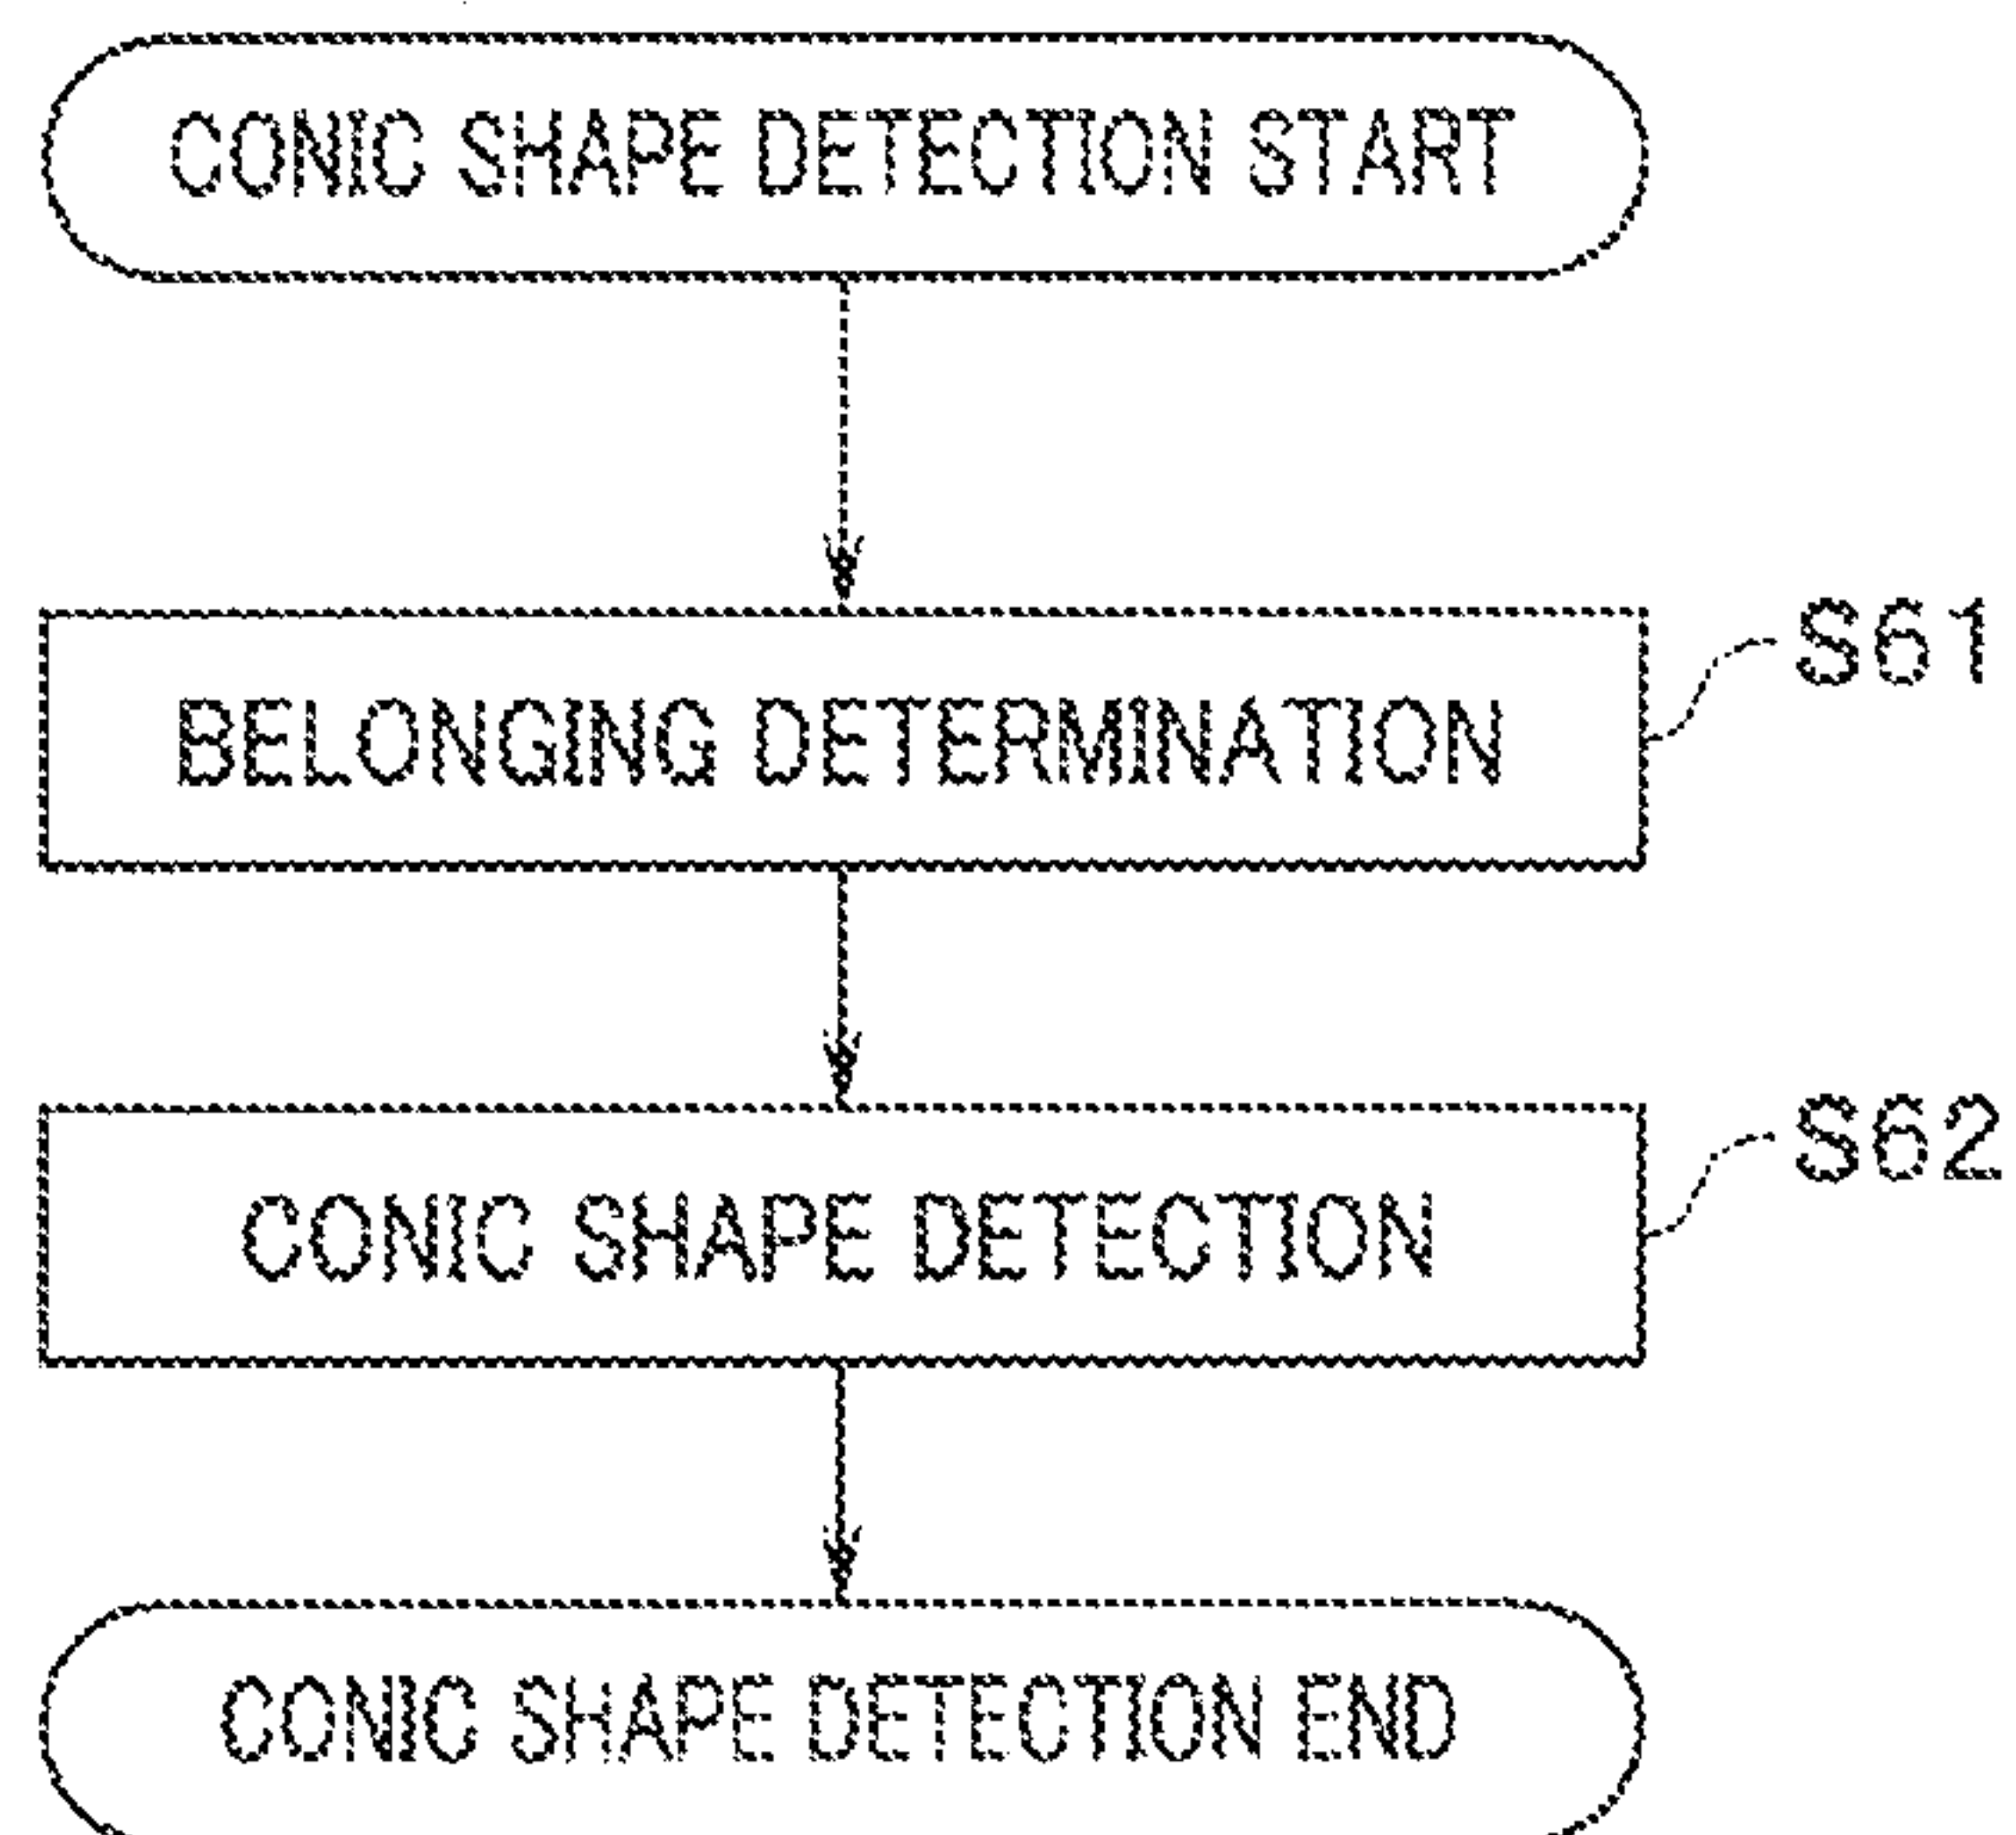 CONIC SHAPE DETECTION START
BELONGING DETERMINATION
S61
CONIC SHAPE DETECTION
S62
CONIC SHAPE DETECTION END